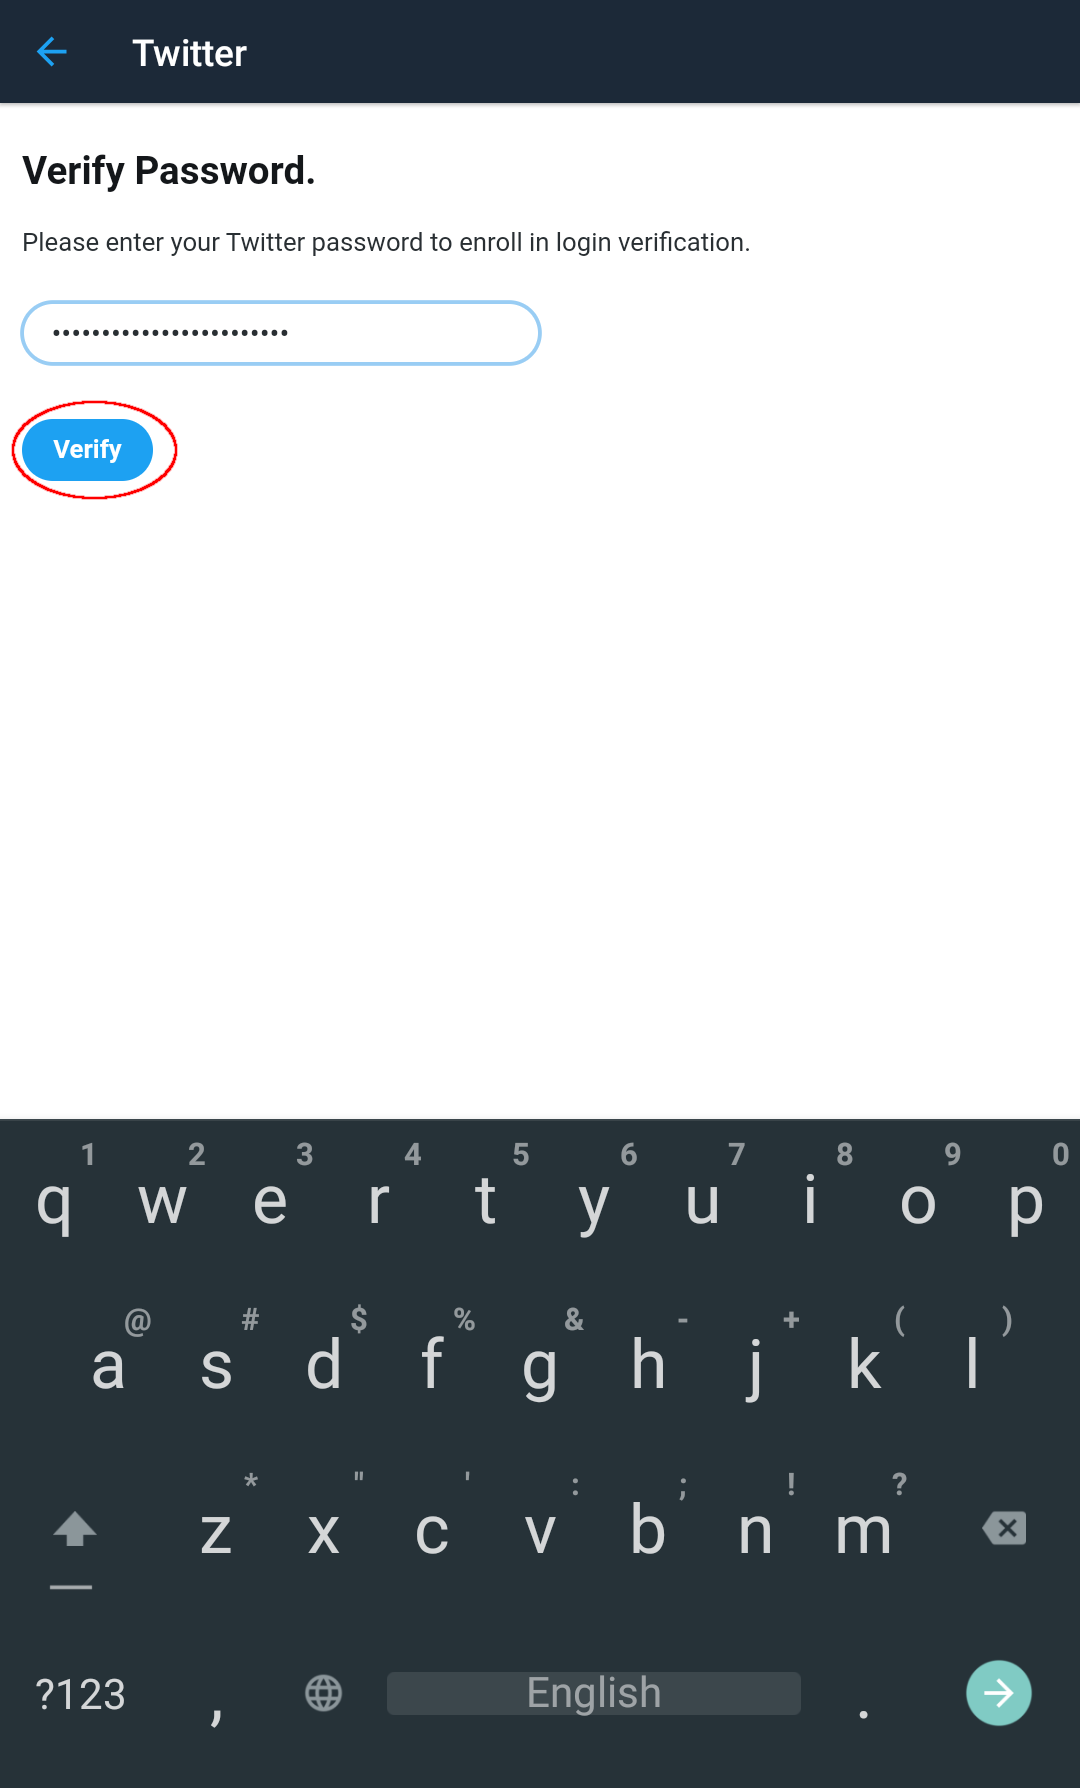 Twitter
Verify Password.
Please enter your Twitter password to enroll in login verification.
••••••••••••••••••••••••
Verify
1 2 3 4 5 6 7 8 9 0
q w e r t y u i o p
@ # $ % & - + ( )
a s d f g h j k l
* " ' : ; ! ?
z x c v b n m
?123 , English .